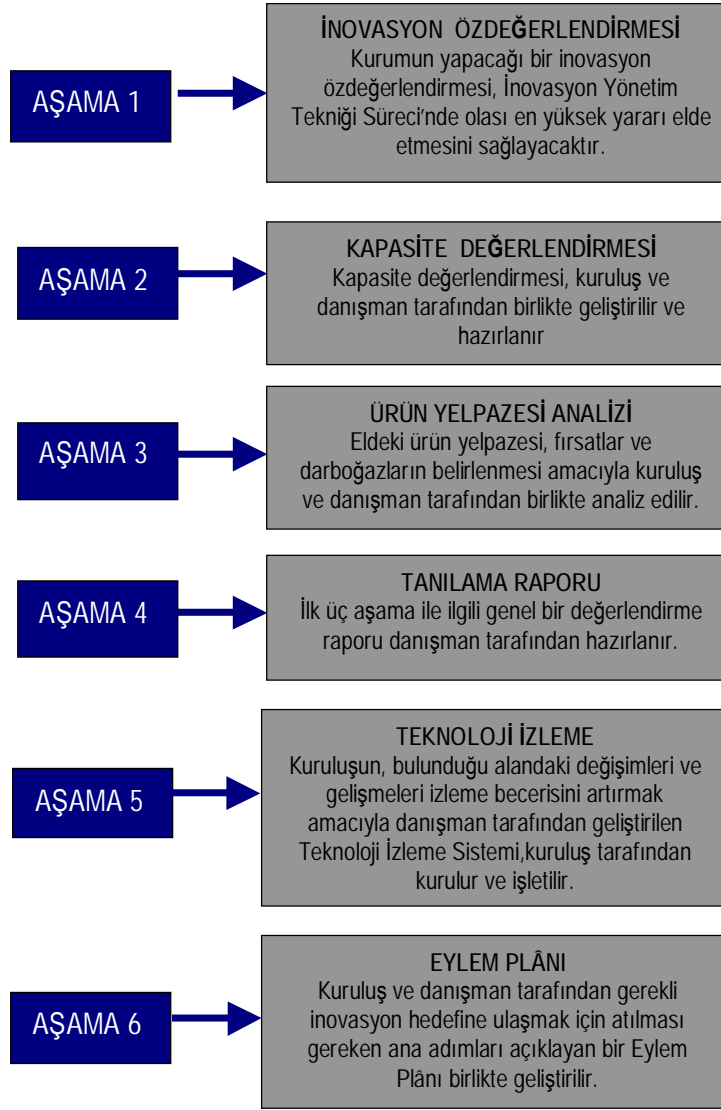 AŞAMA 1
İNOVASYON ÖZDEĞERLENDİRMESİ
Kurumun yapacağı bir inovasyon
özdeğerlendirmesi, İnovasyon Yönetim
Tekniği Süreci'nde olası en yüksek yararı elde
etmesini sağlayacaktır.
AŞAMA 2
KAPASİTE DEĞERLENDİRMESİ
Kapasite değerlendirmesi, kuruluş ve
danışman tarafından birlikte geliştirilir ve
hazırlanır
AŞAMA 3
ÜRÜN YELPAZESİ ANALİZİ
Eldeki ürün yelpazesi, fırsatlar ve
darboğazların belirlenmesi amacıyla kuruluş
ve danışman tarafından birlikte analiz edilir.
AŞAMA 4
TANILAMA RAPORU
İlk üç aşama ile ilgili genel bir değerlendirme
raporu danışman tarafından hazırlanır.
AŞAMA 5
TEKNOLOJİ İZLEME
Kuruluşun, bulunduğu alandaki değişimleri ve
gelişmeleri izleme becerisini artırmak
amacıyla danışman tarafından geliştirilen
Teknoloji İzleme Sistemi,kuruluş tarafından
kurulur ve işletilir.
AŞAMA 6
EYLEM PLÂNI
Kuruluş ve danışman tarafından gerekli
inovasyon hedefine ulaşmak için atılması
gereken ana adımları açıklayan bir Eylem
Plânı birlikte geliştirilir.